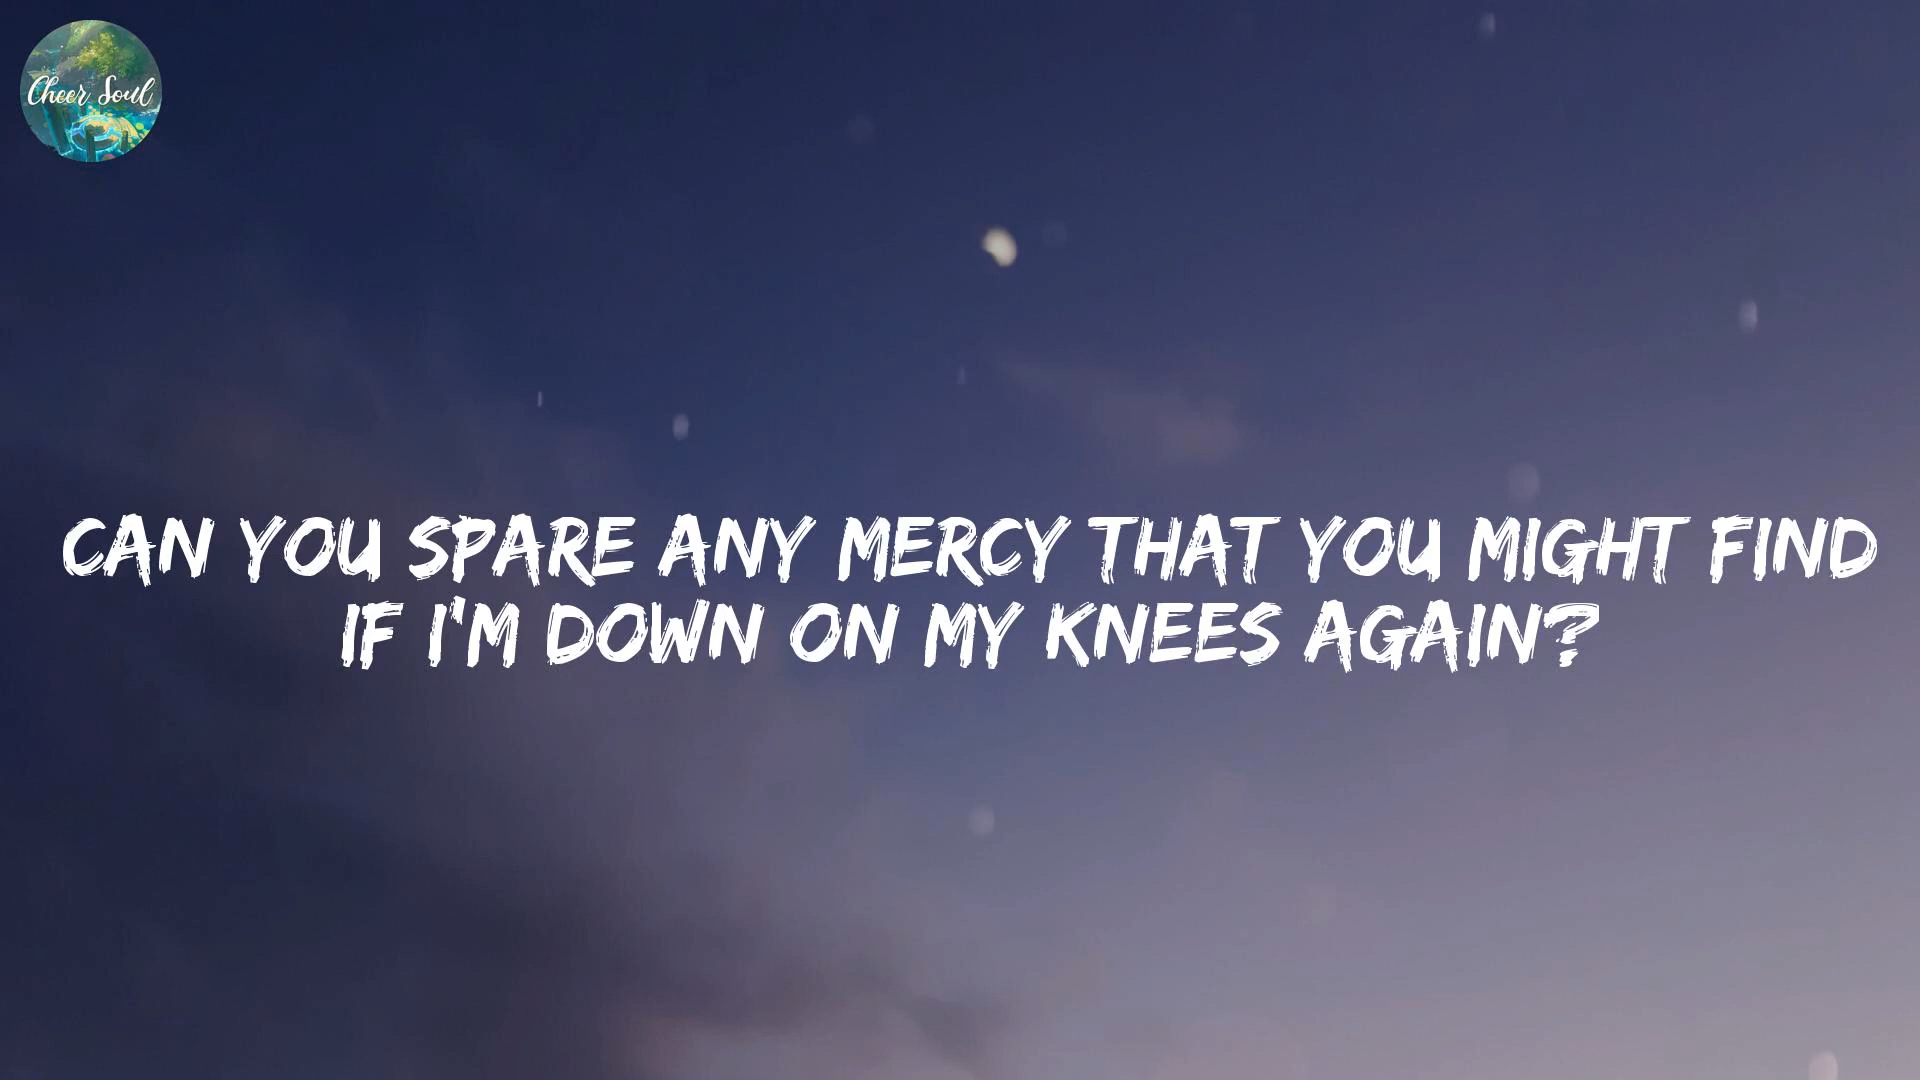 Cheer Soul
CAN YOU SPARE ANY MERCY THAT YOU MIGHT FIND
IF I'M DOWN ON MY KNEES AGAIN?